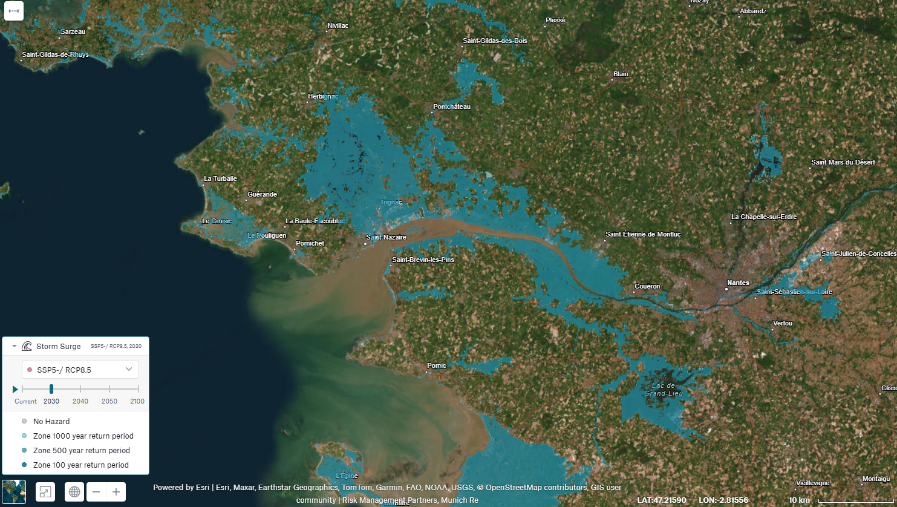 Nozay
Abbaretz
Plessé
Nivillac
Sarzeau
Saint-Gildas-des-Bois
Saint-Gildas-de-Rhuys
Blain
Herbignac
Pontchâteau
Saint Mars du Désert
La Turballe
Guérande
Trignac
Le Croisic
La Baule-Escoublac
La Chapelle-sur-Erdre
Le Pouliguen
Saint Nazaire
Saint Etienne de Montluc
Pornichet
Saint-Julien-de-Concelles
Saint-Brevin-les-Pins
Nantes
Couëron
Saint-Sébastien-sur-Loire
Vertou
Storm Surge
SSP5-/ RCP8.5, 2030
Pornic
SSP5-/ RCP8.5
Lac de
Grand-Lieu
Current 2030 2040 2050 2100
No Hazard
Zone 1000 year return period
Zone 500 year return period
Zone 100 year return period
L'Épine
Montaigu
Vieillevigne
Powered by Esri | Esri, Maxar, Earthstar Geographics, TomTom, Garmin, FAO, NOAA, USGS, © OpenStreetMap contributors, GIS user
community | Risk Management Partners, Munich Re
LAT:47.21590 LON:-2.81556 10 km